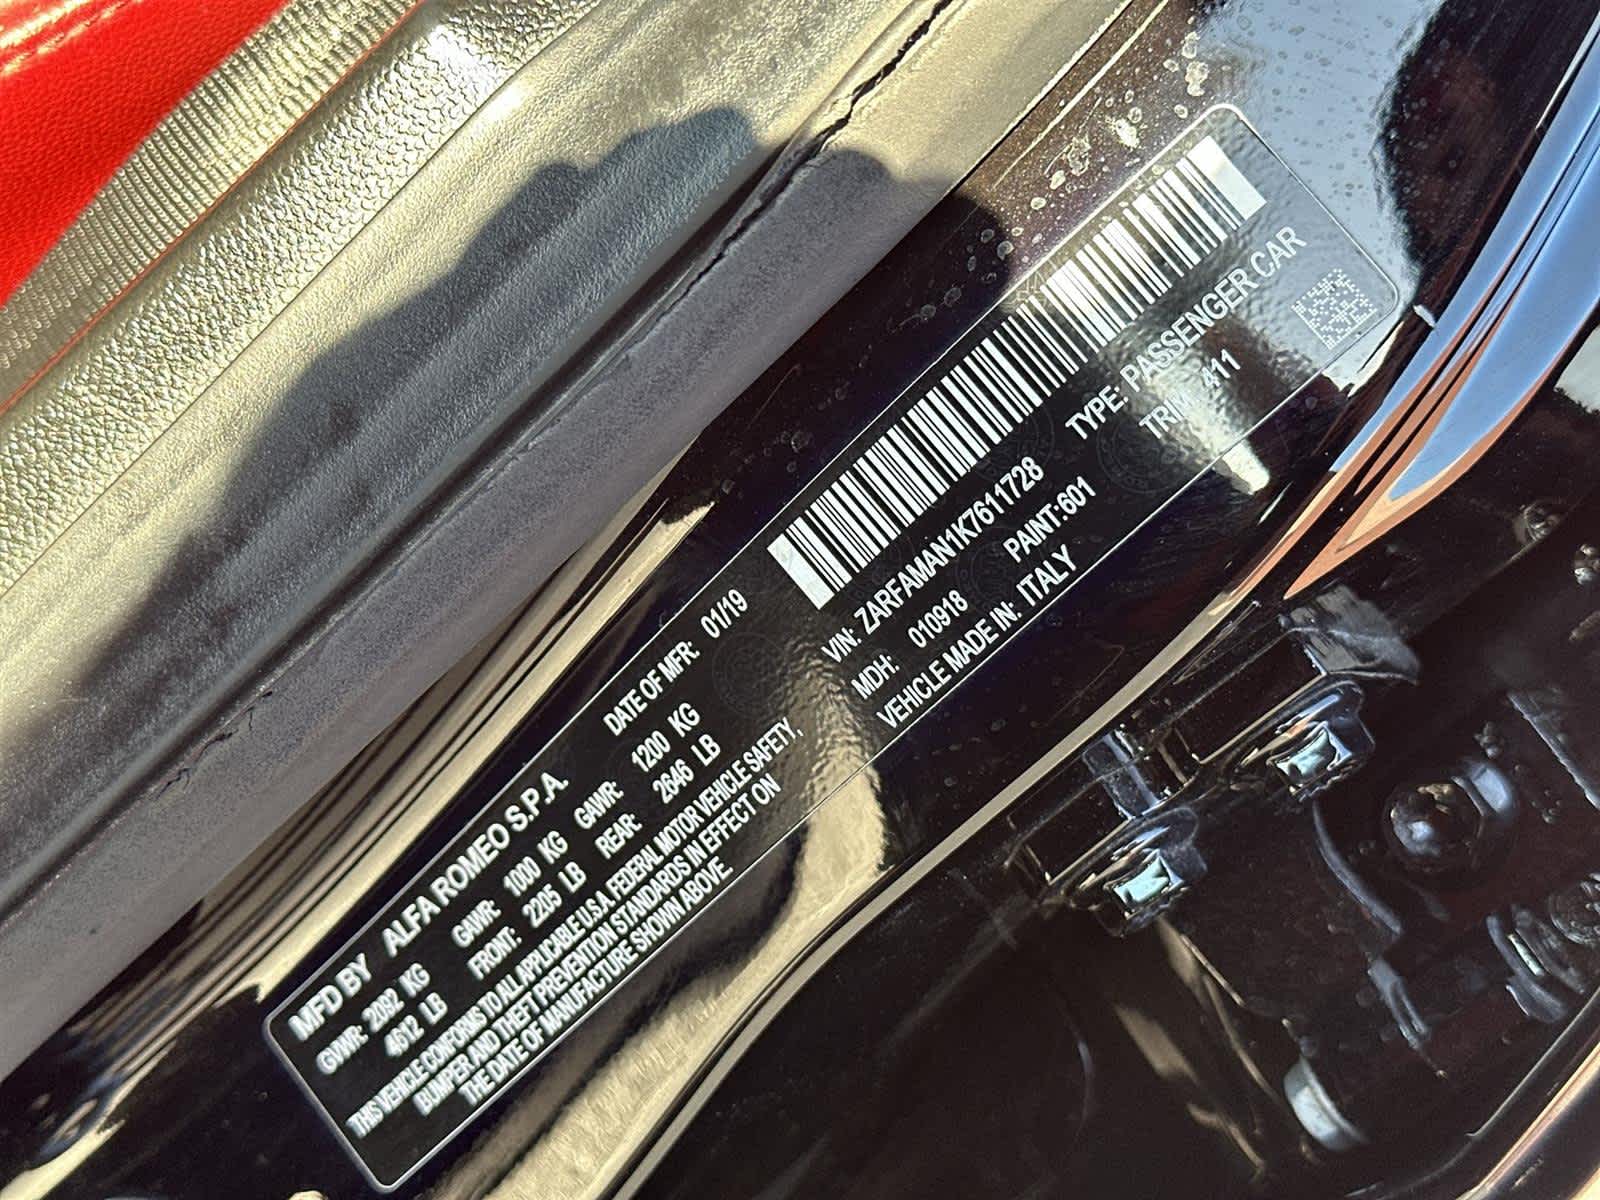 MFD BY ALFA ROMEO S.P.A. DATE OF MFR: 01/19
GVWR: 2092 KG GAWR: 1000 KG GAWR: 1200 KG
4612 LB FRONT: 2205 LB REAR: 2646 LB
THIS VEHICLE CONFORMS TO ALL APPLICABLE U.S.A. FEDERAL MOTOR VEHICLE SAFETY,
BUMPER AND THEFT PREVENTION STANDARDS IN EFFECT ON
THE DATE OF MANUFACTURE SHOWN ABOVE
VIN: ZARFAMAN1K7611728 TYPE: PASSENGER CAR
MDH: 010918 PAINT:601 TRIM: 411
VEHICLE MADE IN: ITALY